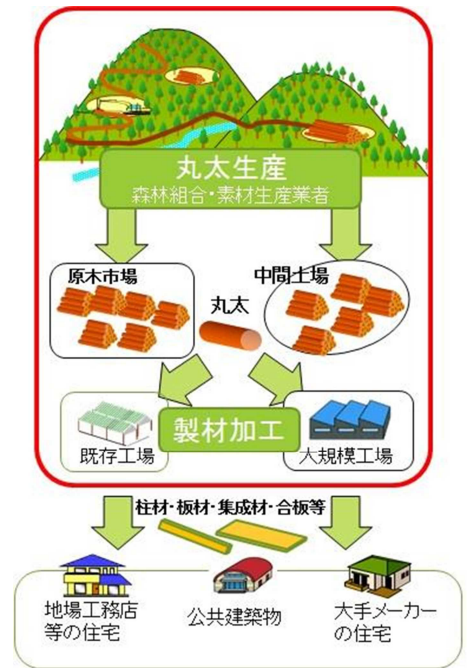 丸太生産
森林組合・素材生産業者
原木市場
丸太
中間土場
製材加工
既存工場
大規模工場
柱材・板材・集成材・合板等
地場工務店
等の住宅
公共建築物
大手メーカー
の住宅